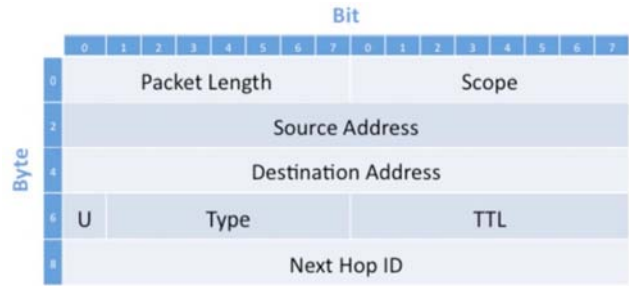 Bit
0 1 2 3 4 5 6 7 0 1 2 3 4 5 6 7
Byte
0 Packet Length Scope
2 Source Address
4 Destination Address
6 U Type TTL
8 Next Hop ID